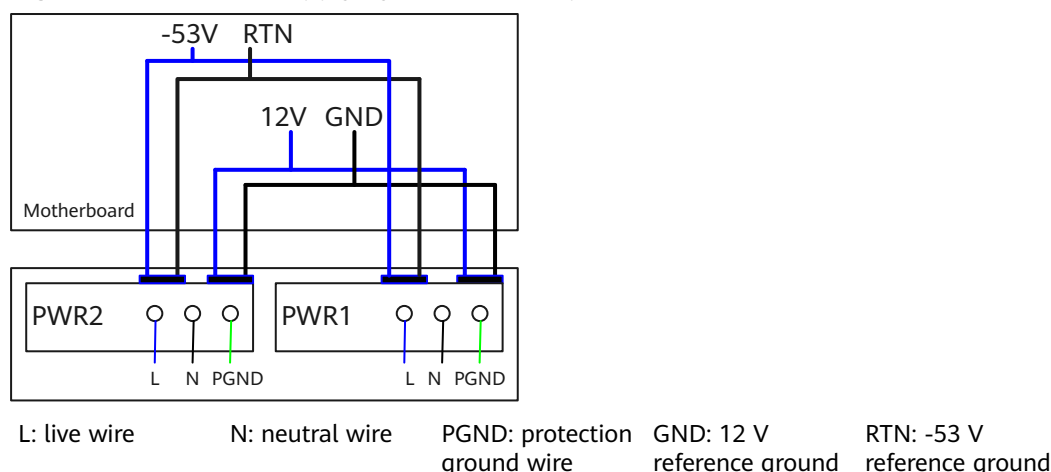 -53V RTN
12V GND
Motherboard
PWR2
PWR1
L N PGND
L N PGND
L: live wire
N: neutral wire
PGND: protection
ground wire
GND: 12 V
reference ground
RTN: -53 V
reference ground